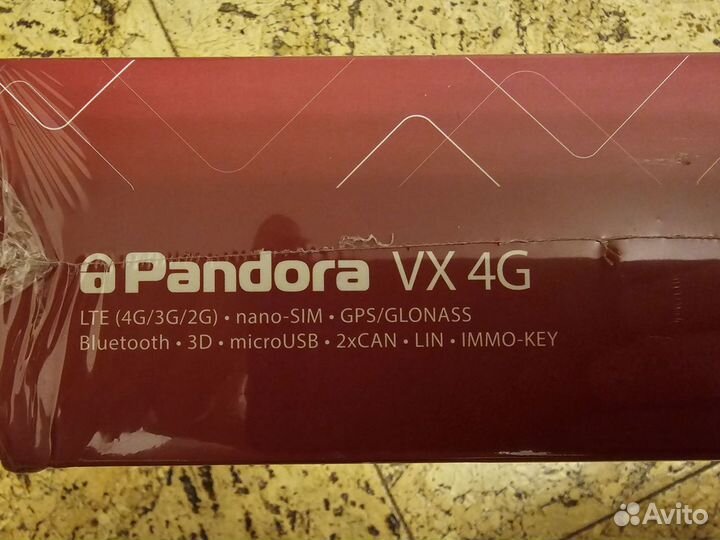 Pandora VX 4G
LTE (4G/3G/2G) • nano-SIM • GPS/GLONASS
Bluetooth • 3D • microUSB • 2xCAN • LIN • IMMO-KEY
Avito